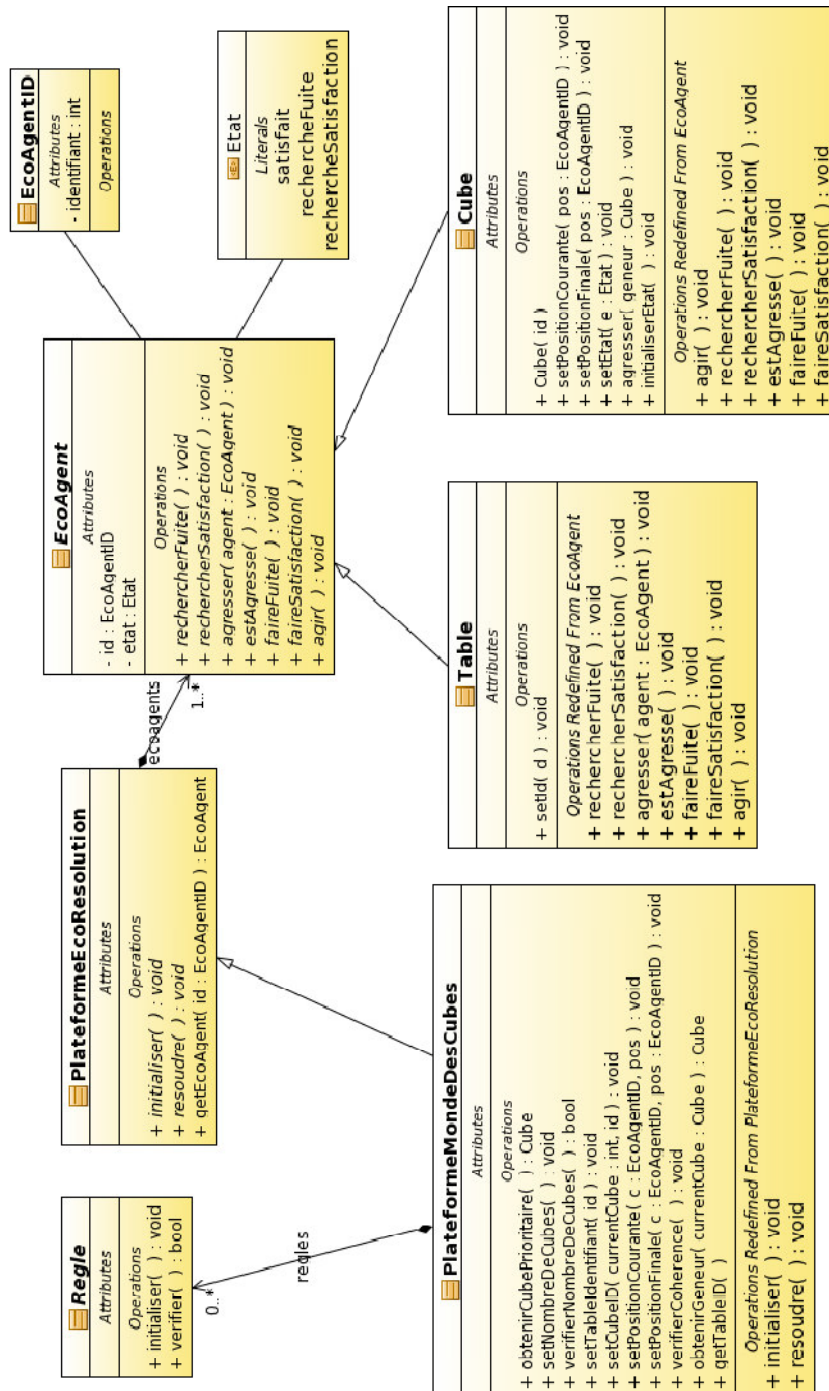 Regle
Attributes
Operations
+ initialiser( ) : void
+ verifier( ) : bool
0..*
regles
PlateformeEcoResolution
Attributes
Operations
+ initialiser( ) : void
+ resoudre( ) : void
+ getEcoAgent( id : EcoAgentID ) : EcoAgent
ecoagents
1..*
EcoAgent
Attributes
- id : EcoAgentID
- etat : Etat
Operations
+ rechercherFuite( ) : void
+ rechercherSatisfaction( ) : void
+ agresser( agent : EcoAgent ) : void
+ estAgresse( ) : void
+ faireFuite( ) : void
+ faireSatisfaction( ) : void
+ agir( ) : void
EcoAgentID
Attributes
- identifiant : int
Operations
«E» Etat
Literals
satisfait
rechercheFuite
rechercheSatisfaction
PlateformeMondeDesCubes
Attributes
Operations
+ obtenirCubePrioritaire( ) : Cube
+ setNombreDeCubes( ) : void
+ verifierNombreDeCubes( ) : bool
+ setTableIdentifiant( id ) : void
+ setCubeID( currentCube : int, id ) : void
+ setPositionCourante( c : EcoAgentID, pos ) : void
+ setPositionFinale( c : EcoAgentID, pos : EcoAgentID ) : void
+ verifierCoherence( ) : void
+ obtenirGeneur( currentCube : Cube ) : Cube
+ getTableID( )
Operations Redefined From PlateformeEcoResolution
+ initialiser( ) : void
+ resoudre( ) : void
Table
Attributes
Operations
+ setId( d ) : void
Operations Redefined From EcoAgent
+ rechercherFuite( ) : void
+ rechercherSatisfaction( ) : void
+ agresser( agent : EcoAgent ) : void
+ estAgresse( ) : void
+ faireFuite( ) : void
+ faireSatisfaction( ) : void
+ agir( ) : void
Cube
Attributes
Operations
+ Cube( id )
+ setPositionCourante( pos : EcoAgentID ) : void
+ setPositionFinale( pos : EcoAgentID ) : void
+ setEtat( e : Etat ) : void
+ agresser( geneur : Cube ) : void
+ initialiserEtat( ) : void
Operations Redefined From EcoAgent
+ agir( ) : void
+ rechercherFuite( ) : void
+ rechercherSatisfaction( ) : void
+ estAgresse( ) : void
+ faireFuite( ) : void
+ faireSatisfaction( ) : void